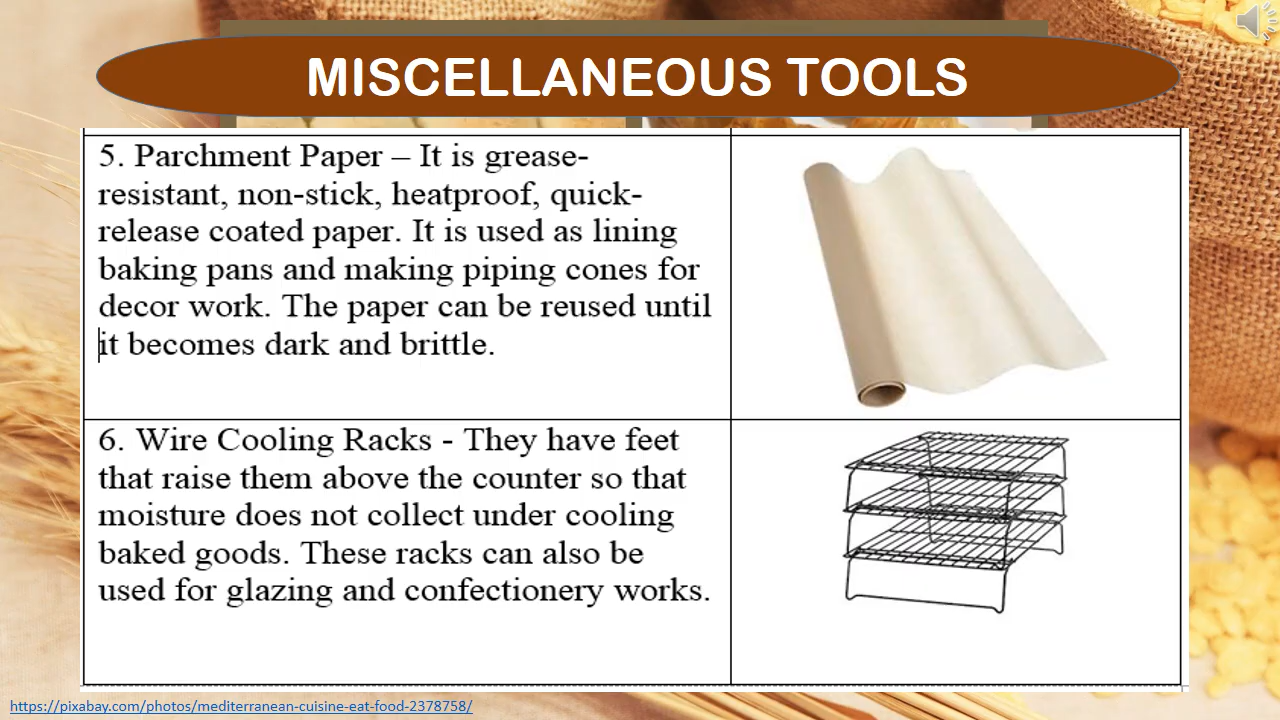 MISCELLANEOUS TOOLS
5. Parchment Paper – It is grease-
resistant, non-stick, heatproof, quick-
release coated paper. It is used as lining
baking pans and making piping cones for
decor work. The paper can be reused until
it becomes dark and brittle.
6. Wire Cooling Racks - They have feet
that raise them above the counter so that
moisture does not collect under cooling
baked goods. These racks can also be
used for glazing and confectionery works.
https://pixabay.com/photos/mediterranean-cuisine-eat-food-2378758/